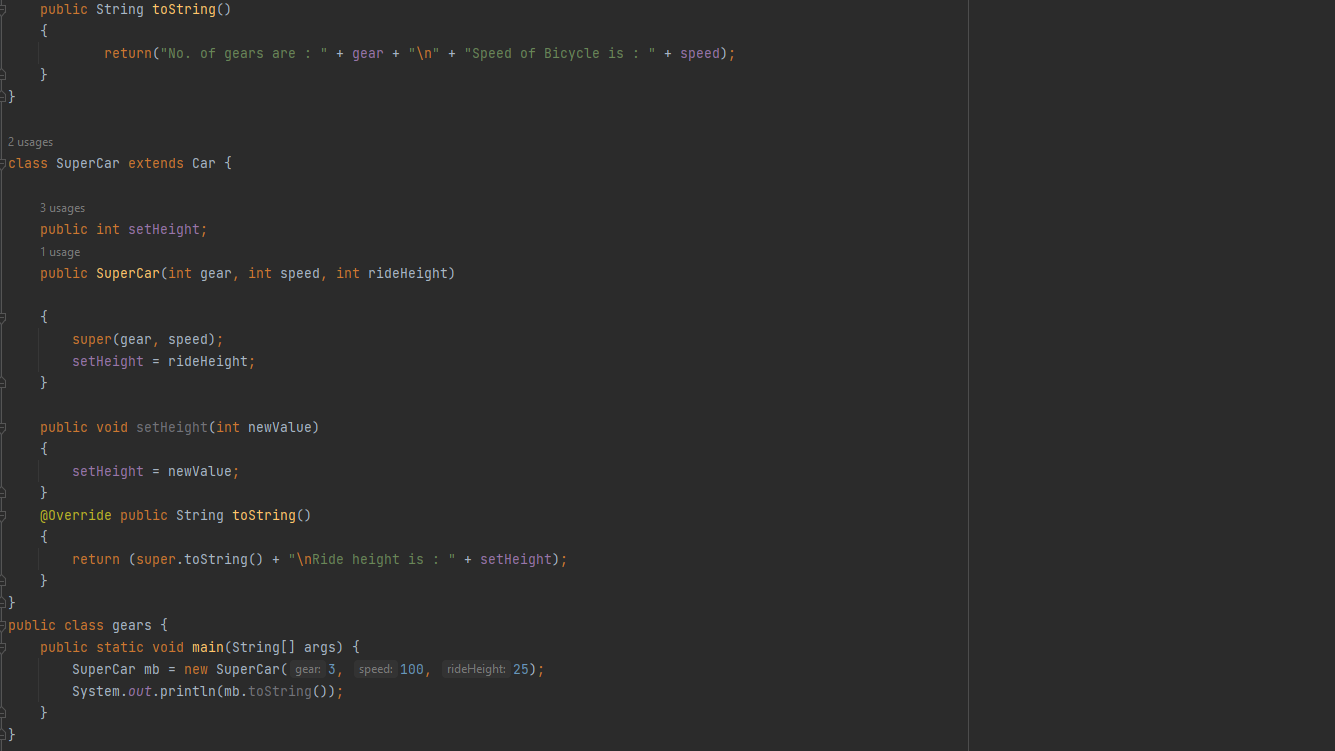 public String toString()
{
return("No. of gears are : " + gear + "\n" + "Speed of Bicycle is : " + speed);
}
}
2 usages
class SuperCar extends Car {
3 usages
public int setHeight;
1 usage
public SuperCar(int gear, int speed, int rideHeight)
{
super(gear, speed);
setHeight = rideHeight;
}
public void setHeight(int newValue)
{
setHeight = newValue;
}
@Override public String toString()
{
return (super.toString() + "\nRide height is : " + setHeight);
}
}
public class gears {
public static void main(String[] args) {
SuperCar mb = new SuperCar( gear: 3, speed: 100, rideHeight: 25);
System.out.println(mb.toString());
}
}